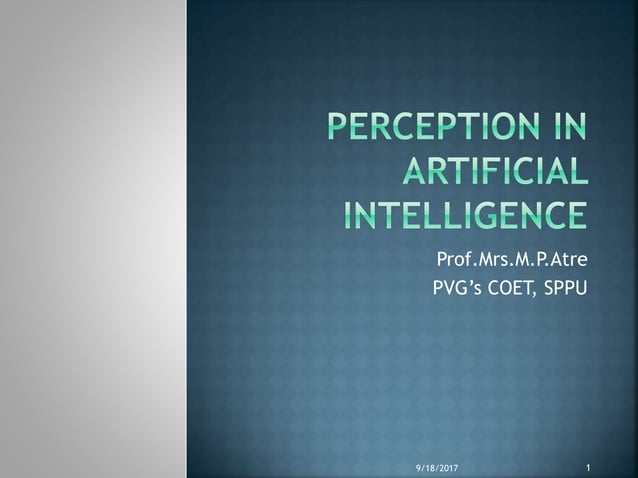 PERCEPTION IN
ARTIFICIAL
INTELLIGENCE
Prof.Mrs.M.P.Atre
PVG’s COET, SPPU
9/18/2017 1